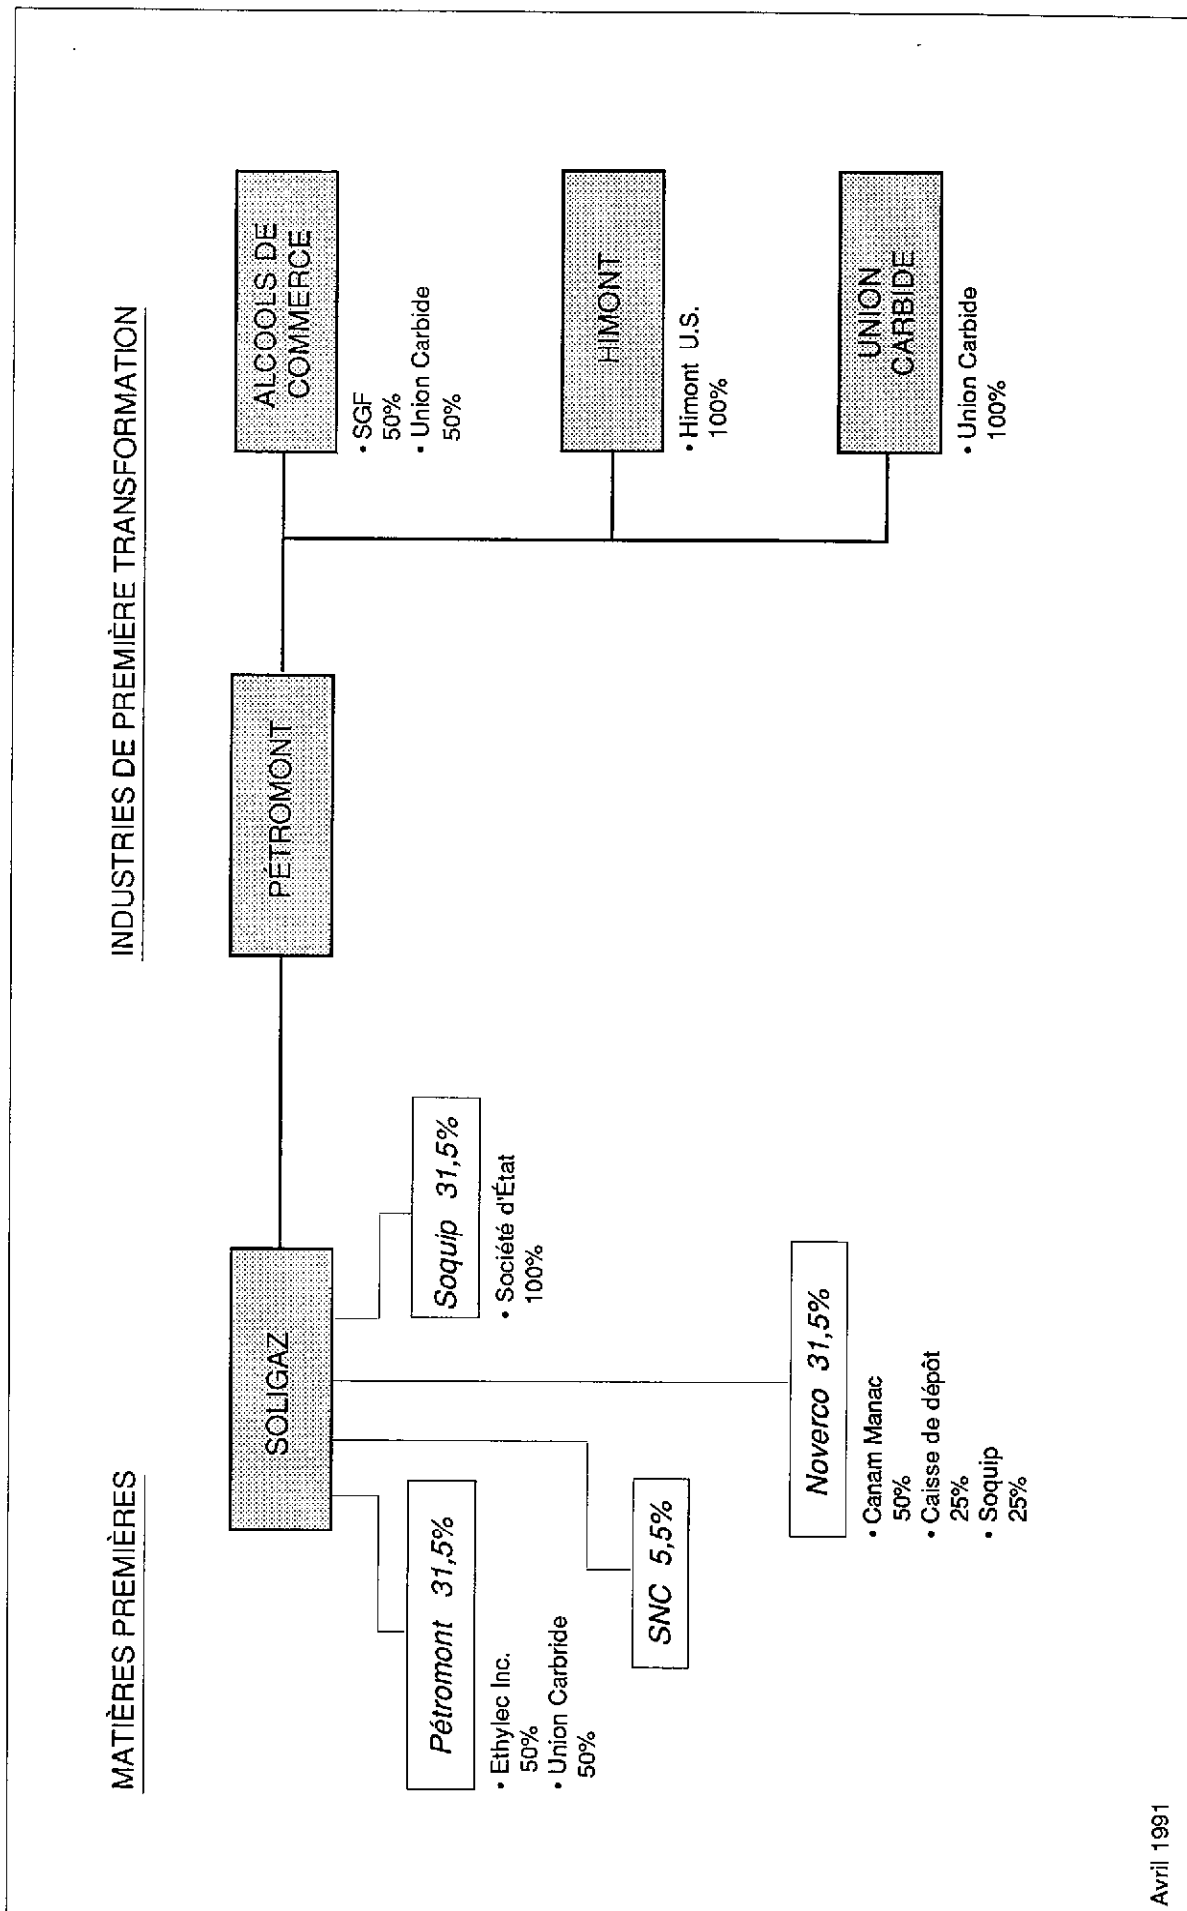 MATIÈRES PREMIÈRES
INDUSTRIES DE PREMIÈRE TRANSFORMATION
SOLIGAZ
PÉTROMONT
ALCOOLS DE
COMMERCE
• SGF
50%
• Union Carbide
50%
HIMONT
• Himont U.S.
100%
UNION
CARBIDE
• Union Carbide
100%
Pétromont 31,5%
• Ethylec Inc.
50%
• Union Carbride
50%
Soquip 31,5%
• Société d'État
100%
SNC 5,5%
Noverco 31,5%
• Canam Manac
50%
• Caisse de dépôt
25%
• Soquip
25%
Avril 1991